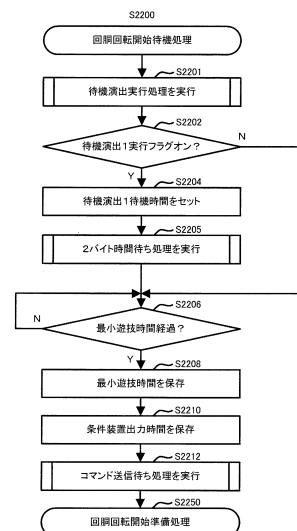 S2200
回胴回転開始待機処理
S2201
待機演出実行処理を実行
S2202
待機演出1実行フラグオン?
N
Y
S2204
待機演出1待機時間をセット
S2205
2バイト時間待ち処理を実行
S2206
N
最小遊技時間経過?
Y
S2208
最小遊技時間を保存
S2210
条件装置出力時間を保存
S2212
コマンド送信待ち処理を実行
S2250
回胴回転開始準備処理